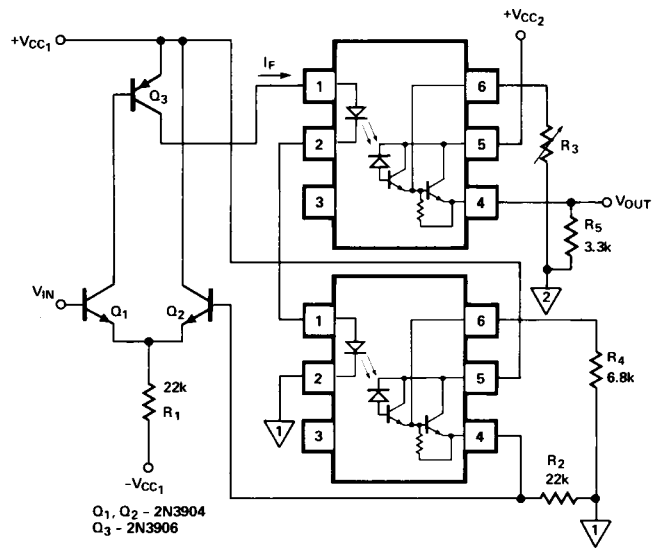 +VCC1
+VCC2
IF
Q3
1
2
3
6
5
4
R3
VOUT
R5
3.3k
2
VIN
Q1
Q2
1
2
3
6
5
4
R4
6.8k
22k
R1
1
−VCC1
R2
22k
1
Q1, Q2 – 2N3904
Q3 - 2N3906